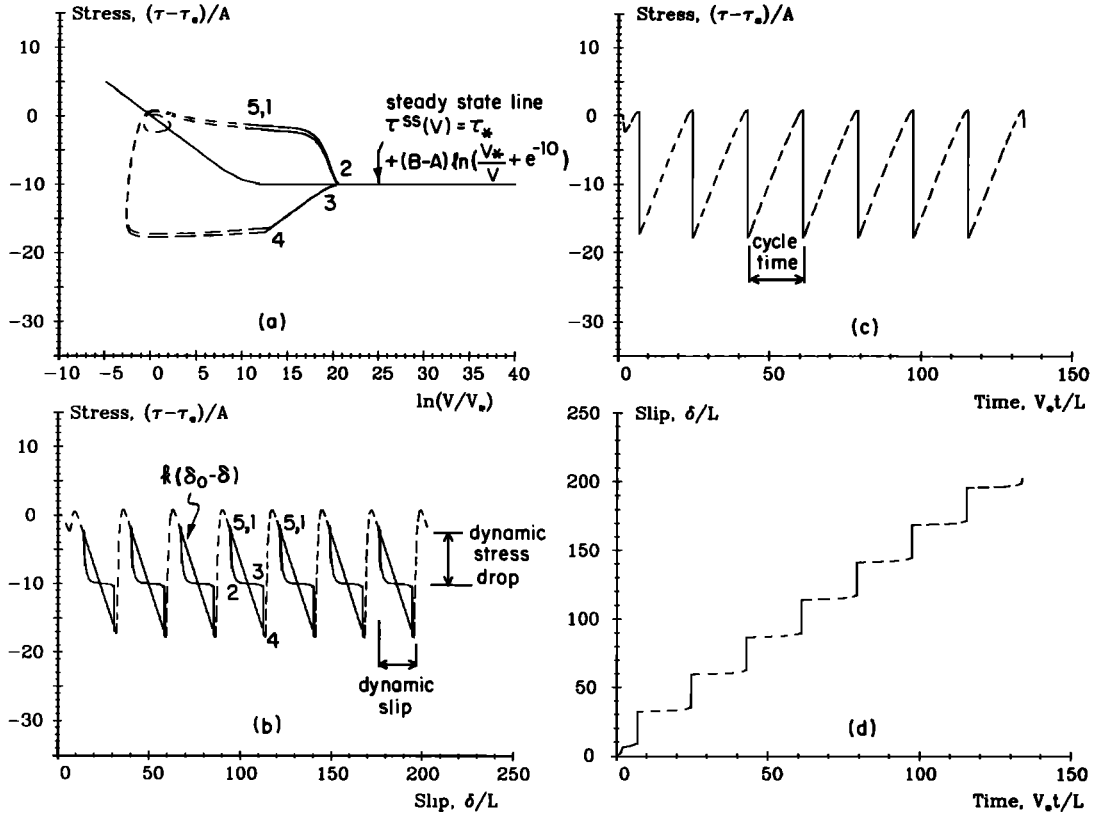 Stress, (τ−τ*)/A
10
0
−10
−20
−30
−10 −5 0 5 10 15 20 25 30 35 40
ln(V/V*)
5,1
2
3
4
steady state line
τ^SS(V) = τ*
+(B−A) ln(V*/V + e^−10)
(a)
Stress, (τ−τ*)/A
10
0
−10
−20
−30
0 50 100 150
Time, V*t/L
cycle
time
(c)
Stress, (τ−τ*)/A
10
0
−10
−20
−30
0 50 100 150 200 250
Slip, δ/L
k(δ0−δ)
5,1
5,1
3
2
4
dynamic
stress
drop
dynamic
slip
(b)
Slip, δ/L
250
200
150
100
50
0
0 50 100 150
Time, V*t/L
(d)